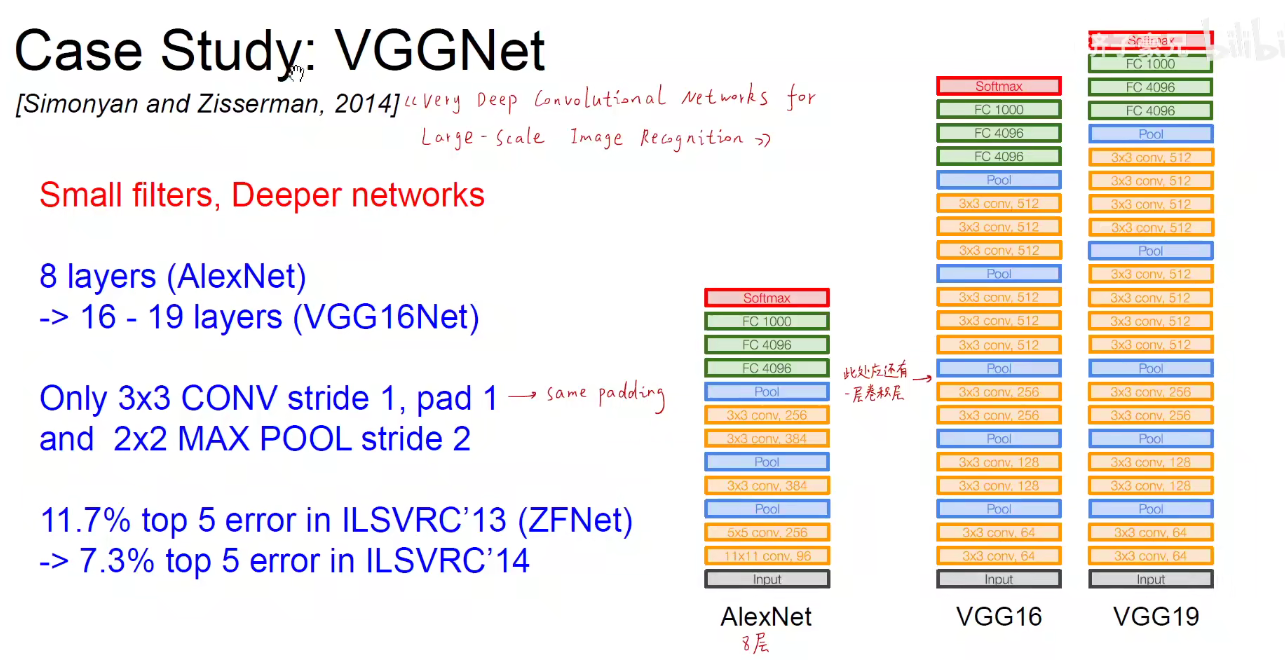 Case Study: VGGNet
[Simonyan and Zisserman, 2014]
《Very Deep Convolutional Networks for
Large-Scale Image Recognition》
Small filters, Deeper networks
8 layers (AlexNet)
-> 16 - 19 layers (VGG16Net)
Only 3x3 CONV stride 1, pad 1
→ same padding
and 2x2 MAX POOL stride 2
11.7% top 5 error in ILSVRC’13 (ZFNet)
-> 7.3% top 5 error in ILSVRC’14
Softmax
FC 1000
FC 4096
FC 4096
Pool
3x3 conv, 256
3x3 conv, 384
Pool
3x3 conv, 384
Pool
5x5 conv, 256
11x11 conv, 96
Input
AlexNet
8层
此处应还有
一层卷积层
Softmax
FC 1000
FC 4096
FC 4096
Pool
3x3 conv, 512
3x3 conv, 512
3x3 conv, 512
Pool
3x3 conv, 512
3x3 conv, 512
3x3 conv, 512
Pool
3x3 conv, 256
3x3 conv, 256
Pool
3x3 conv, 128
3x3 conv, 128
Pool
3x3 conv, 64
3x3 conv, 64
Input
VGG16
Softmax
FC 1000
FC 4096
FC 4096
Pool
3x3 conv, 512
3x3 conv, 512
3x3 conv, 512
3x3 conv, 512
Pool
3x3 conv, 512
3x3 conv, 512
3x3 conv, 512
3x3 conv, 512
Pool
3x3 conv, 256
3x3 conv, 256
Pool
3x3 conv, 128
3x3 conv, 128
Pool
3x3 conv, 64
3x3 conv, 64
Input
VGG19
bilibili